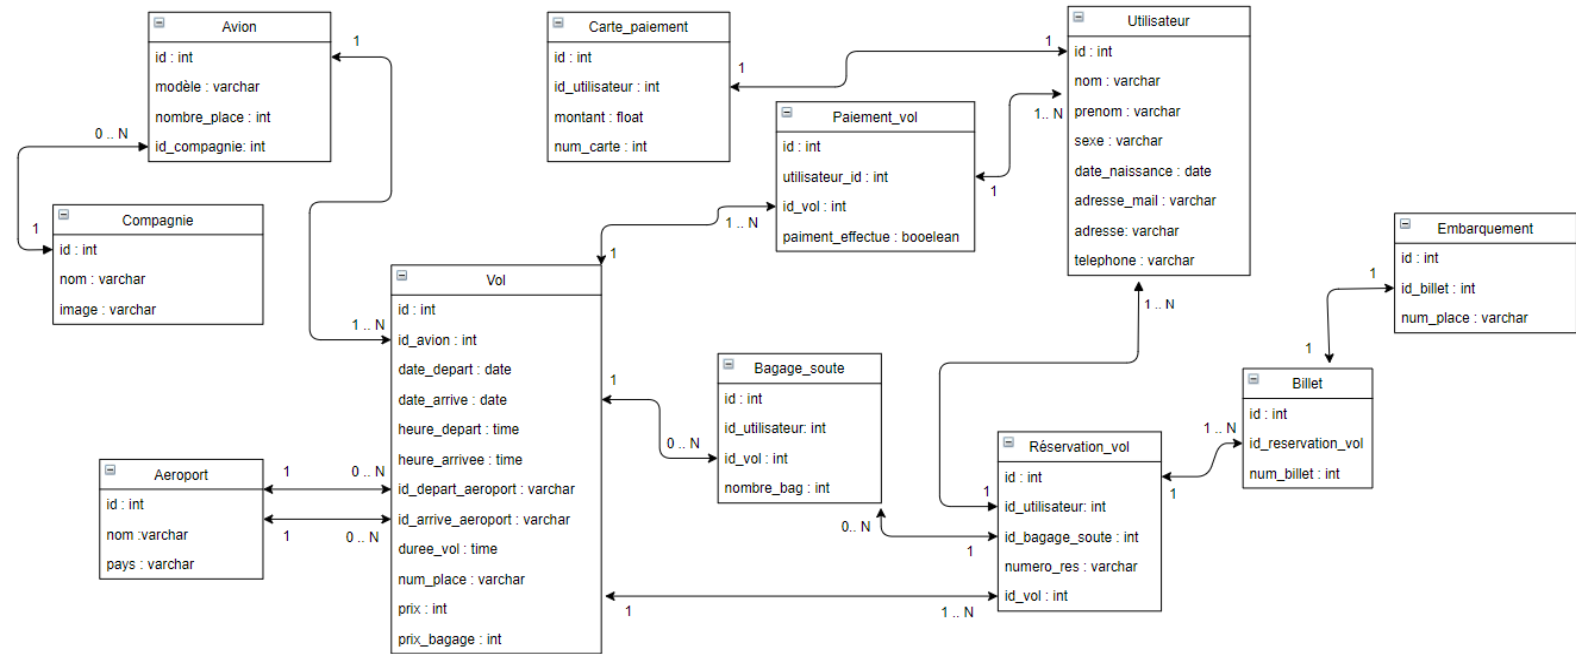 Avion
id : int
modèle : varchar
nombre_place : int
id_compagnie: int
1
0 .. N
1
Compagnie
id : int
nom : varchar
image : varchar
1 .. N
Carte_paiement
id : int
id_utilisateur : int
montant : float
num_carte : int
1
1
Utilisateur
id : int
nom : varchar
prenom : varchar
sexe : varchar
date_naissance : date
adresse_mail : varchar
adresse: varchar
telephone : varchar
1.. N
1
Paiement_vol
id : int
utilisateur_id : int
id_vol : int
paiment_effectue : booelean
1 .. N
1
Vol
id : int
id_avion : int
date_depart : date
date_arrive : date
heure_depart : time
heure_arrivee : time
id_depart_aeroport : varchar
id_arrive_aeroport : varchar
duree_vol : time
num_place : varchar
prix : int
prix_bagage : int
Aeroport
id : int
nom :varchar
pays : varchar
1
0 .. N
1
0 .. N
1
0 .. N
Bagage_soute
id : int
id_utilisateur: int
id_vol : int
nombre_bag : int
0.. N
1
1
1 .. N
Réservation_vol
id : int
id_utilisateur: int
id_bagage_soute : int
numero_res : varchar
id_vol : int
1
1 .. N
1
1 .. N
Billet
id : int
id_reservation_vol
num_billet : int
1
1
Embarquement
id : int
id_billet : int
num_place : varchar